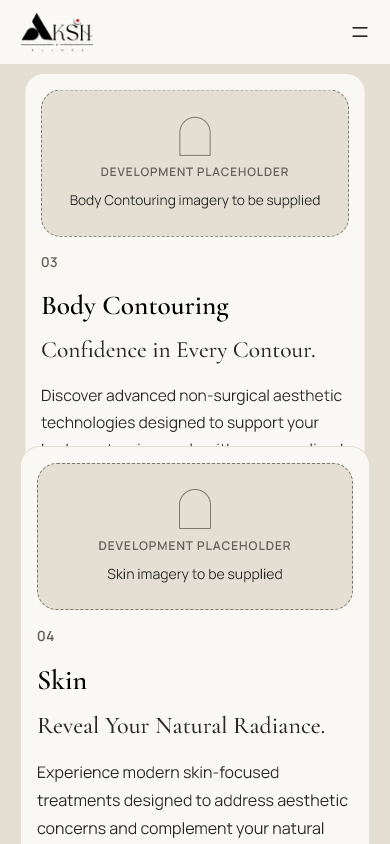 AKSH
DEVELOPMENT PLACEHOLDER
Body Contouring imagery to be supplied
03
Body Contouring
Confidence in Every Contour.
Discover advanced non-surgical aesthetic
technologies designed to support your
DEVELOPMENT PLACEHOLDER
Skin imagery to be supplied
04
Skin
Reveal Your Natural Radiance.
Experience modern skin-focused
treatments designed to address aesthetic
concerns and complement your natural